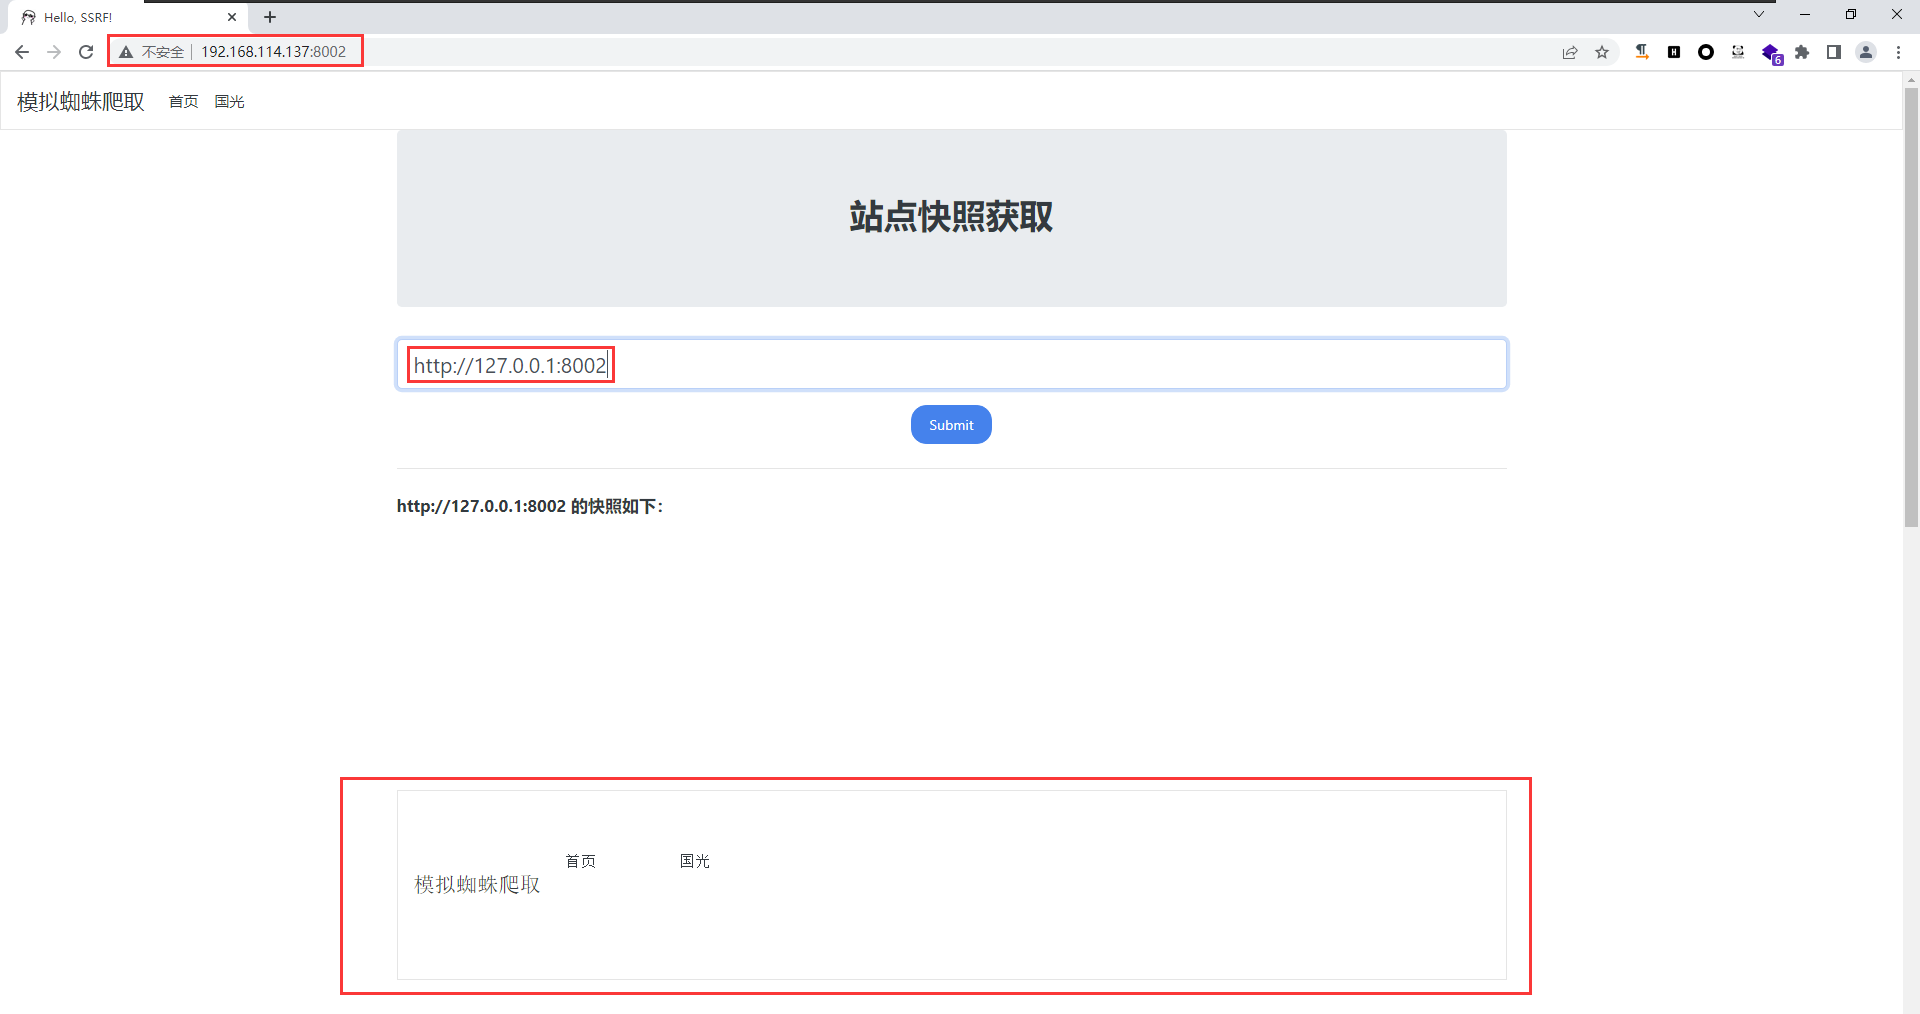 Hello, SSRF!
不安全 192.168.114.137:8002
6
模拟蜘蛛爬取 首页 国光
站点快照获取
http://127.0.0.1:8002
Submit
http://127.0.0.1:8002 的快照如下：
首页 国光
模拟蜘蛛爬取